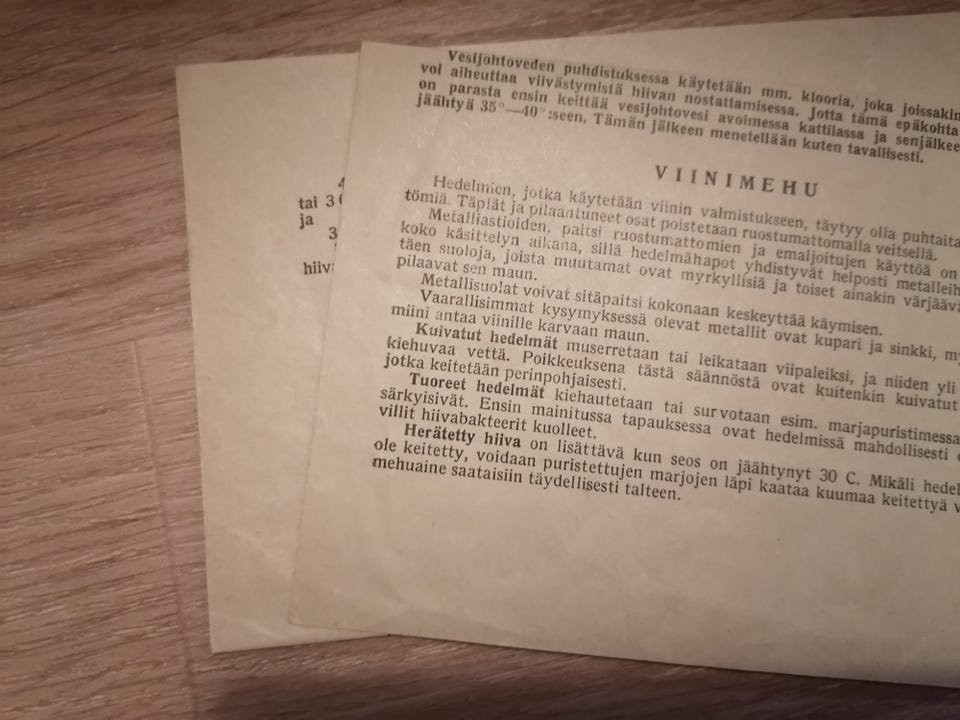 tai 3
ja
3
hiiv
Vesijohtoveden puhdistuksessa käytetään mm. klooria, joka joissakin
voi aiheuttaa viivästymistä hiivan nostattamisessa. Jotta tämä epäkohta
on parasta ensin keittää vesijohtovesi avoimessa kattilassa ja senjälkee
jäähtyä 35°—40°:seen. Tämän jälkeen menetellään kuten tavallisesti.
VIINIMEHU
Hedelmien, jotka käytetään viinin valmistukseen, täytyy olla puhtaita
tömiä. Täplät ja pilaantuneet osat poistetaan ruostumattomalla veitsellä.
Metalliastioiden, paitsi ruostumattomien ja emaljoitujen käyttöä on
koko käsittelyn aikana, sillä hedelmähapot yhdistyvät helposti metalleih
täen suoloja, joista muutamat ovat myrkyllisiä ja toiset ainakin värjäävä
pilaavat sen maun.
Metallisuolat voivat sitäpaitsi kokonaan keskeyttää käymisen.
Vaarallisimmat kysymyksessä olevat metallit ovat kupari ja sinkki, my
miini antaa viinille karvaan maun.
Kuivatut hedelmät muserretaan tai leikataan viipaleiksi, ja niiden yli
kiehuvaa vettä. Poikkeuksena tästä säännöstä ovat kuitenkin kuivatut
jotka keitetään perinpohjaisesti.
Tuoreet hedelmät kiehautetaan tai survotaan esim. marjapuristimessa
särkyisivät. Ensin mainitussa tapauksessa ovat hedelmissä mahdollisesti
villit hiivabakteerit kuolleet.
Herätetty hiiva on lisättävä kun seos on jäähtynyt 30 C. Mikäli hedel
ole keitetty, voidaan puristettujen marjojen läpi kaataa kuumaa keitettyä v
mehuaine saataisiin täydellisesti talteen.